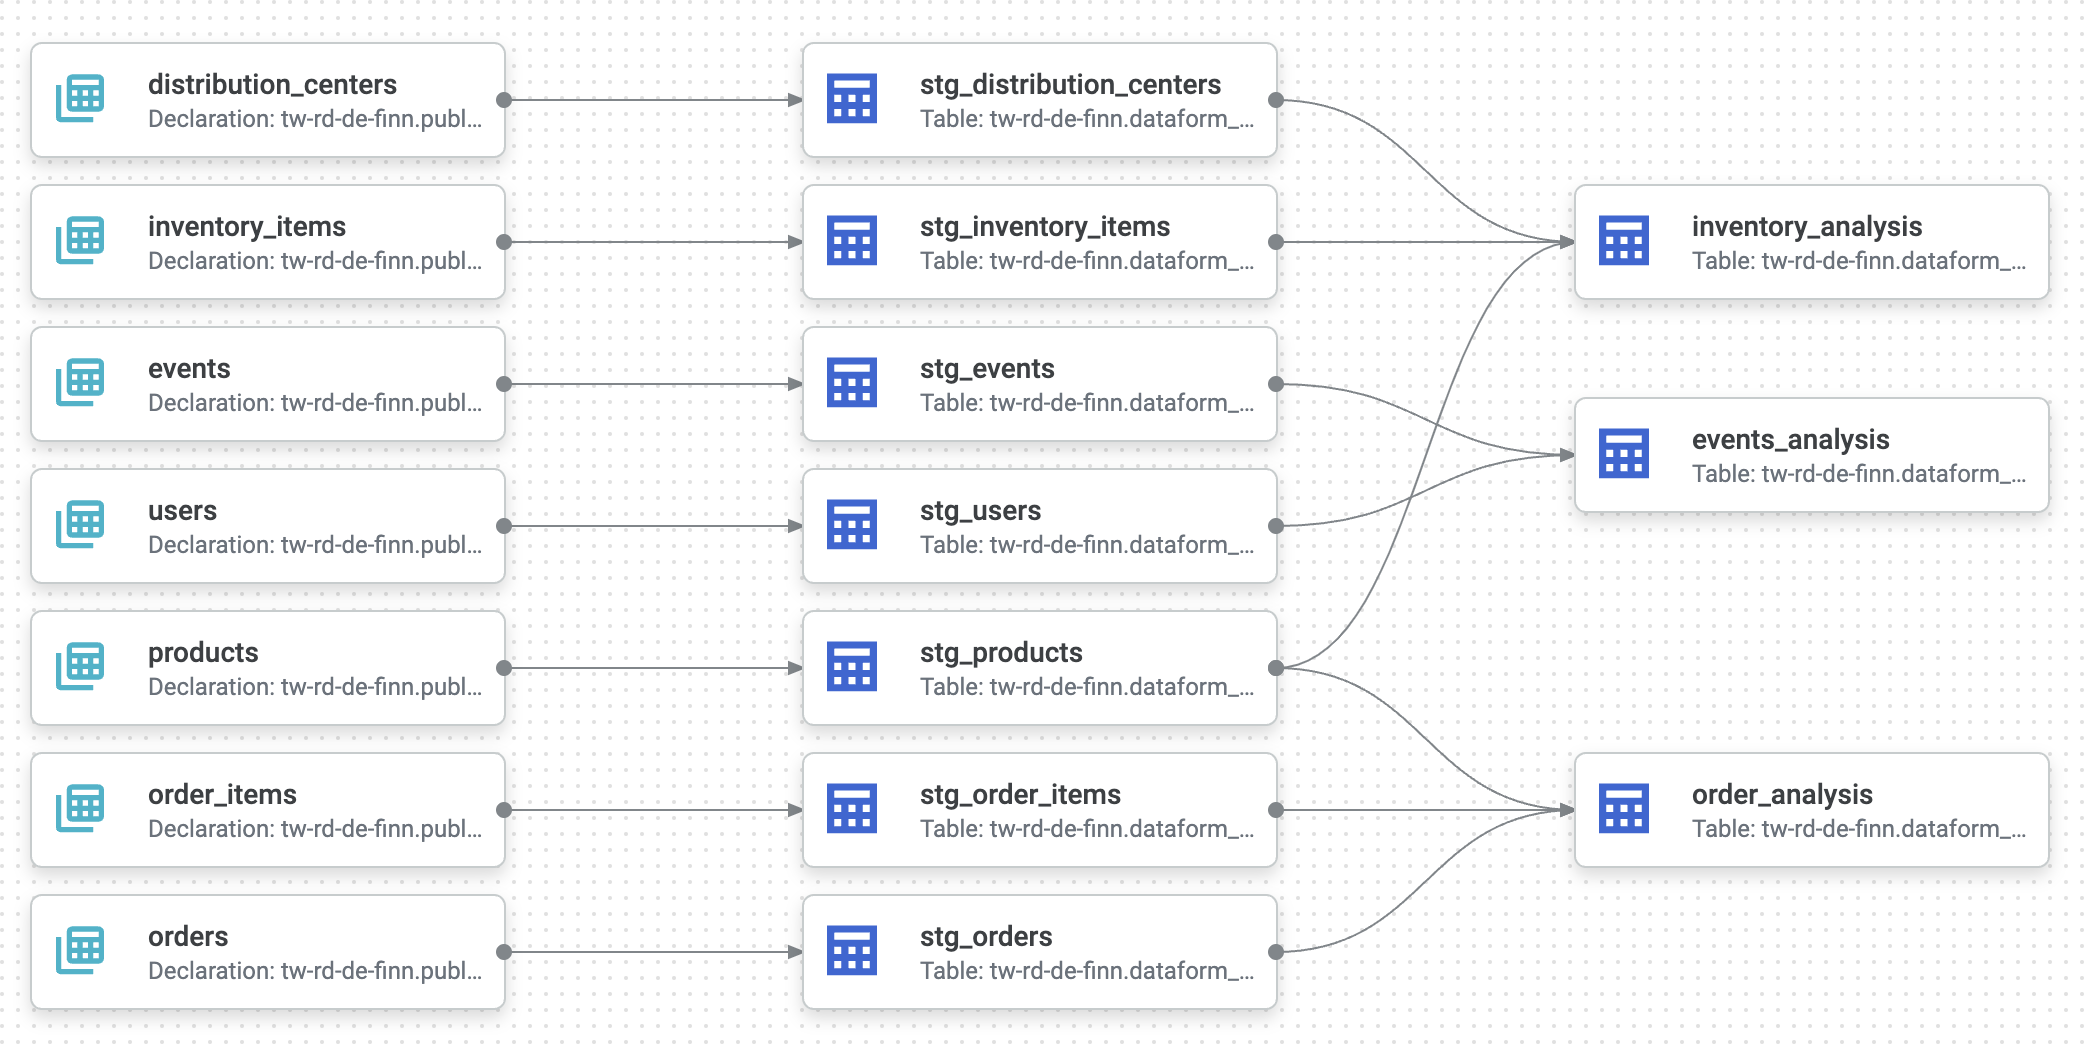 distribution_centers
Declaration: tw-rd-de-finn.publ...
stg_distribution_centers
Table: tw-rd-de-finn.dataform_...
inventory_items
Declaration: tw-rd-de-finn.publ...
stg_inventory_items
Table: tw-rd-de-finn.dataform_...
inventory_analysis
Table: tw-rd-de-finn.dataform_...
events
Declaration: tw-rd-de-finn.publ...
stg_events
Table: tw-rd-de-finn.dataform_...
events_analysis
Table: tw-rd-de-finn.dataform_...
users
Declaration: tw-rd-de-finn.publ...
stg_users
Table: tw-rd-de-finn.dataform_...
products
Declaration: tw-rd-de-finn.publ...
stg_products
Table: tw-rd-de-finn.dataform_...
order_items
Declaration: tw-rd-de-finn.publ...
stg_order_items
Table: tw-rd-de-finn.dataform_...
order_analysis
Table: tw-rd-de-finn.dataform_...
orders
Declaration: tw-rd-de-finn.publ...
stg_orders
Table: tw-rd-de-finn.dataform_...